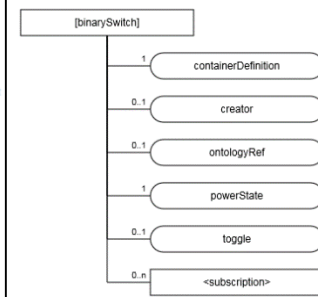 [binarySwitch]
1
containerDefinition
0..1
creator
0..1
ontologyRef
1
powerState
0..1
toggle
0..n
<subscription>